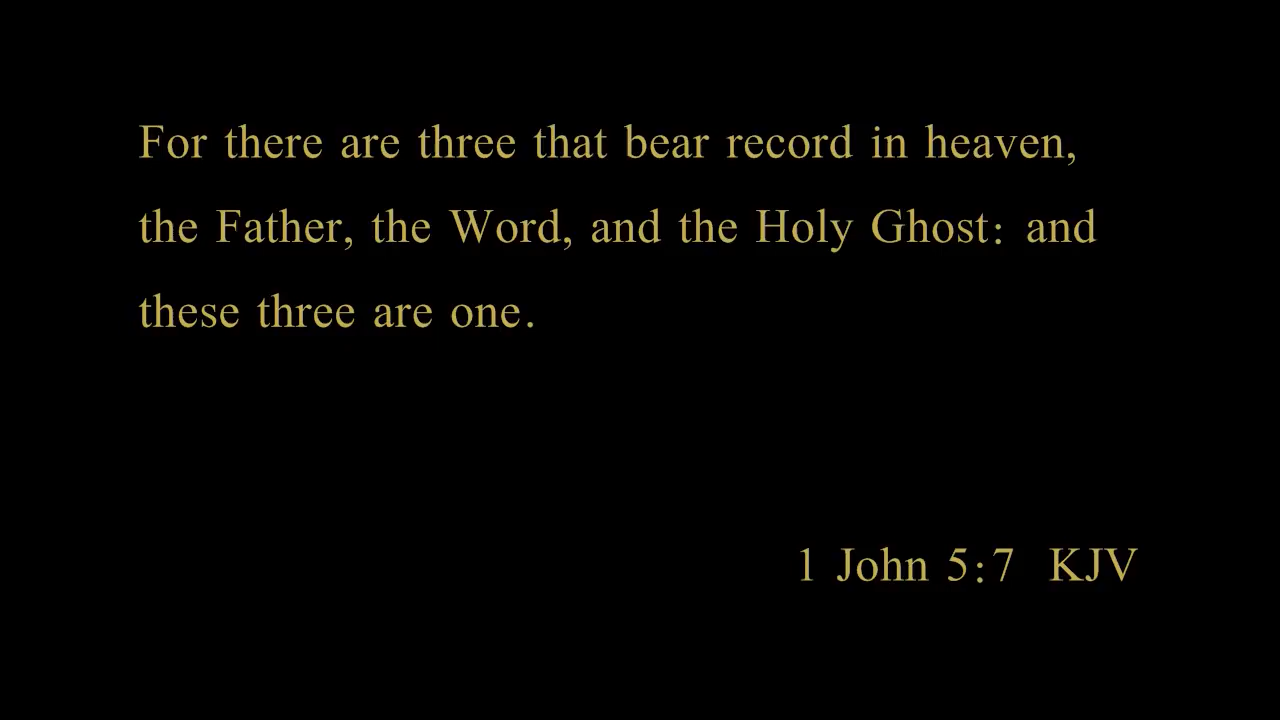 For there are three that bear record in heaven,
the Father, the Word, and the Holy Ghost: and
these three are one.
1 John 5:7 KJV